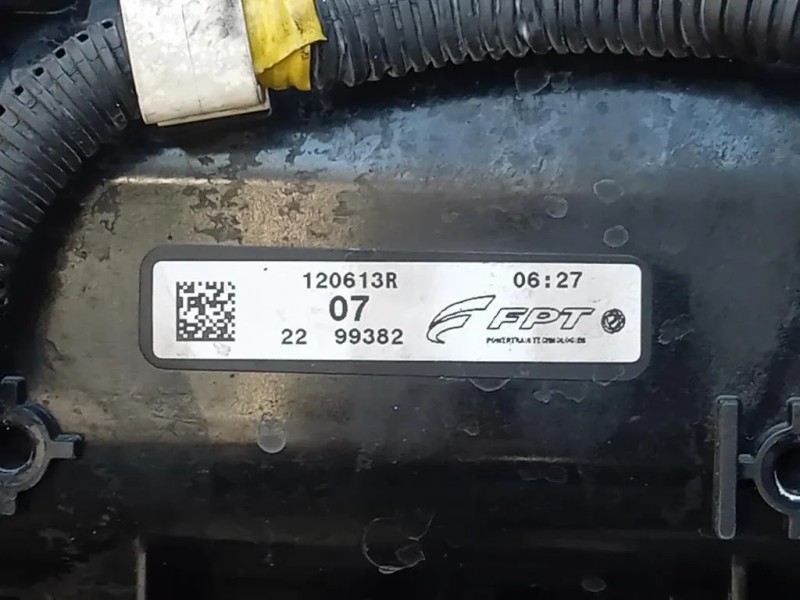 120613R 06:27
07
22 99382
FPT
POWERTRAIN TECHNOLOGIES